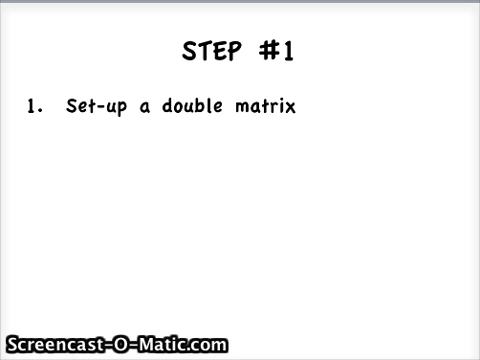 STEP #1
1. Set-up a double matrix
Screencast-O-Matic.com